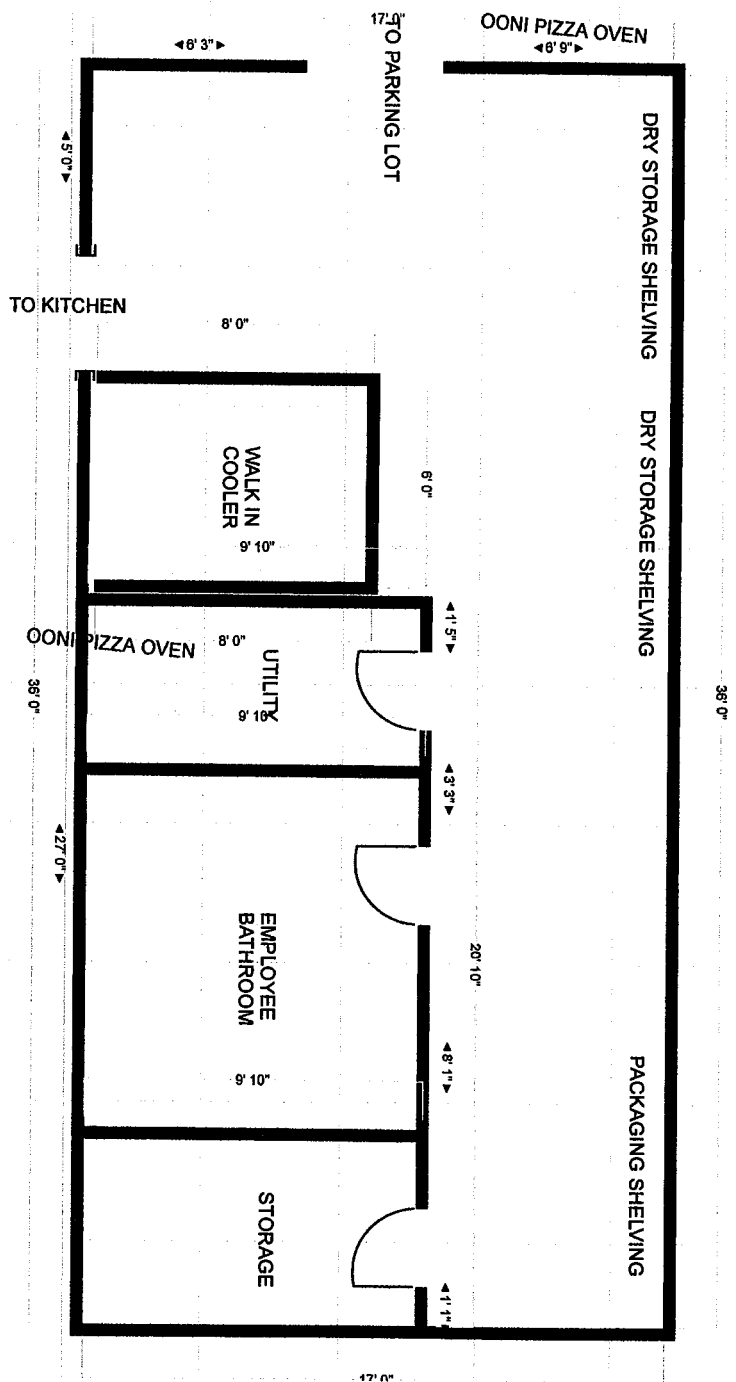 OONI PIZZA OVEN
17' 0"
6' 3"
6' 9"
TO PARKING LOT
DRY STORAGE SHELVING
5' 0"
TO KITCHEN
8' 0"
WALK IN
COOLER
6' 0"
9' 10"
DRY STORAGE SHELVING
1' 5"
OONI PIZZA OVEN
8' 0"
UTILITY
9' 10"
36' 0"
36' 0"
3' 3"
27' 0"
EMPLOYEE
BATHROOM
20' 10"
8' 1"
9' 10"
PACKAGING SHELVING
STORAGE
1' 1"
17' 0"